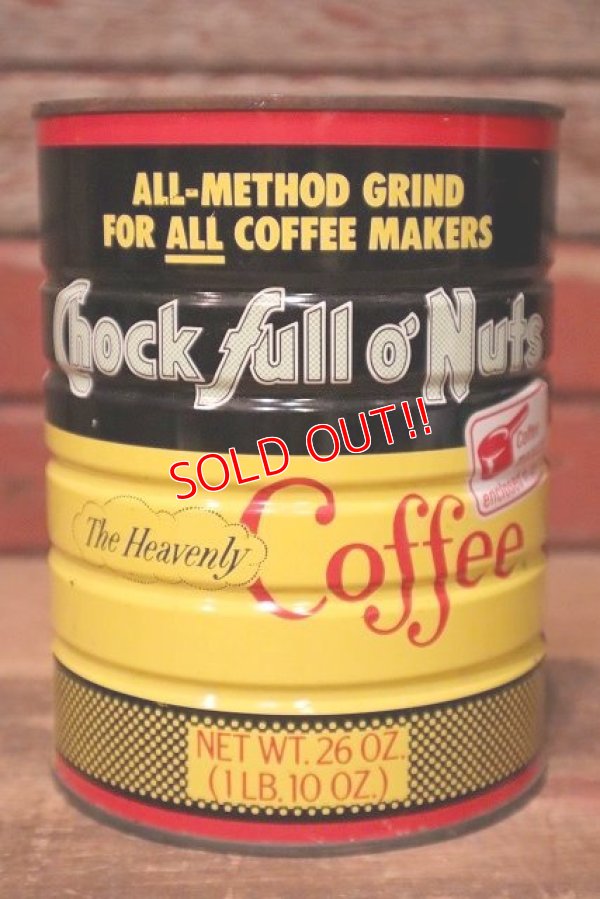 ALL-METHOD GRIND
FOR ALL COFFEE MAKERS
Chock full o' Nuts
SOLD OUT!!
Coffee
The Heavenly
Coffee
NET WT. 26 OZ.
(1 LB. 10 OZ.)